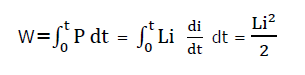 W=∫₀ᵗ P dt = ∫₀ᵗ Li di/dt dt = Li²/2